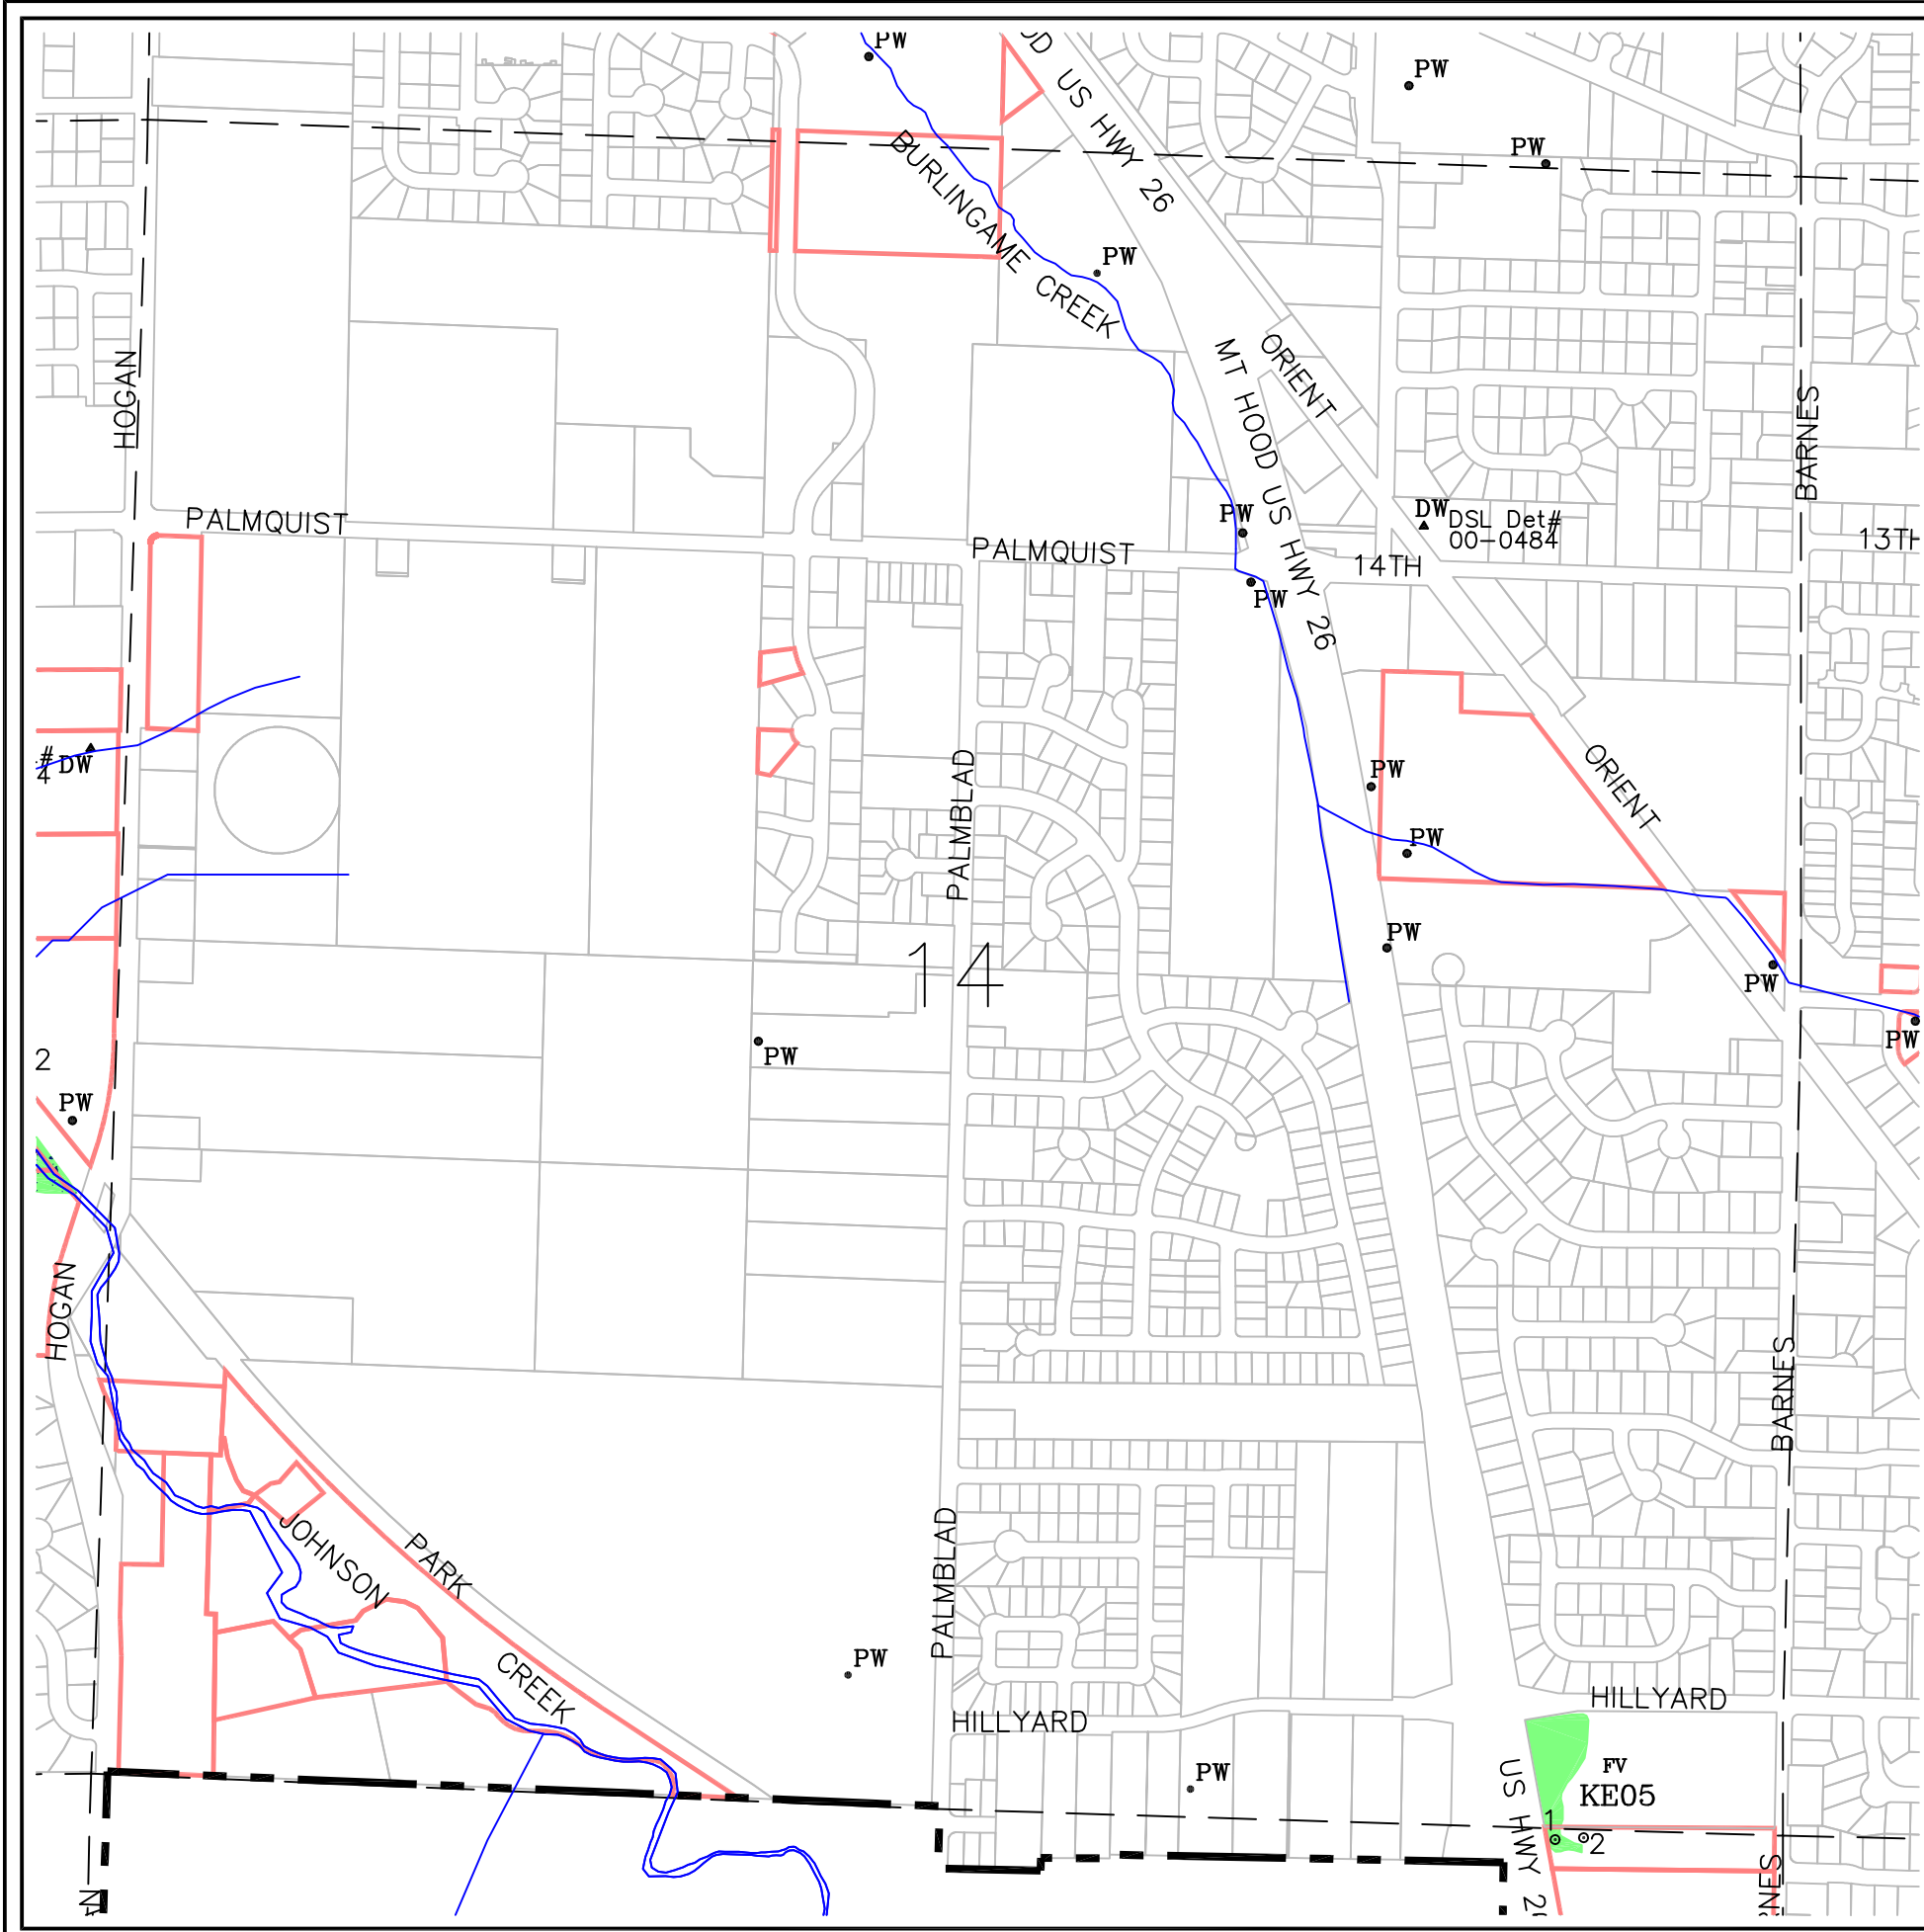 PW
OD US HWY 26
PW
PW
BURLINGAME CREEK
PW
HOGAN
MT HOOD US HWY 26
ORIENT
BARNES
PALMQUIST
PW
DW
DSL Det#
00-0484
13TH
PALMQUIST
14TH
PW
#
4
DW
PALMBLAD
PW
ORIENT
PW
14
PW
PW
PW
PW
2
PW
HOGAN
BARNES
PALMBLAD
JOHNSON
CREEK
PARK
PW
HILLYARD
HILLYARD
PW
US HWY 26
FV
KE05
1
2